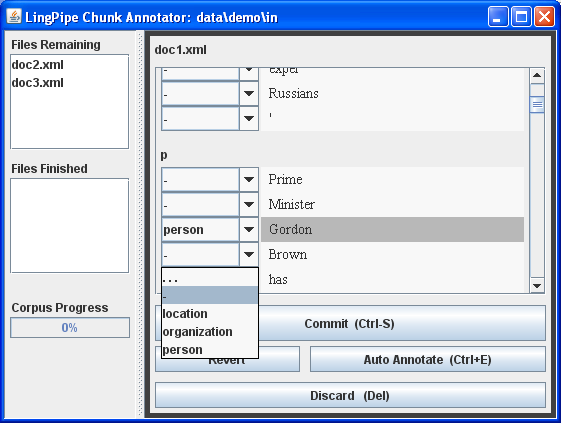 LingPipe Chunk Annotator: data\demo\in
Files Remaining
doc2.xml
doc3.xml
Files Finished
Corpus Progress
0%
doc1.xml
- exper
- Russians
- '
p
- Prime
- Minister
person Gordon
- Brown
has
...
-
location
organization
person
Commit (Ctrl-S)
Revert
Auto Annotate (Ctrl+E)
Discard (Del)